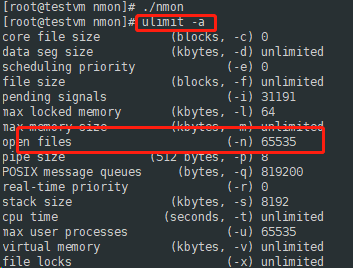 [root@testvm nmon]# ./nmon
[root@testvm nmon]# ulimit -a
core file size (blocks, -c) 0
data seg size (kbytes, -d) unlimited
scheduling priority (-e) 0
file size (blocks, -f) unlimited
pending signals (-i) 31191
max locked memory (kbytes, -l) 64
max memory size (kbytes, -m) unlimited
open files (-n) 65535
pipe size (512 bytes, -p) 8
POSIX message queues (bytes, -q) 819200
real-time priority (-r) 0
stack size (kbytes, -s) 8192
cpu time (seconds, -t) unlimited
max user processes (-u) 65535
virtual memory (kbytes, -v) unlimited
file locks (-x) unlimited